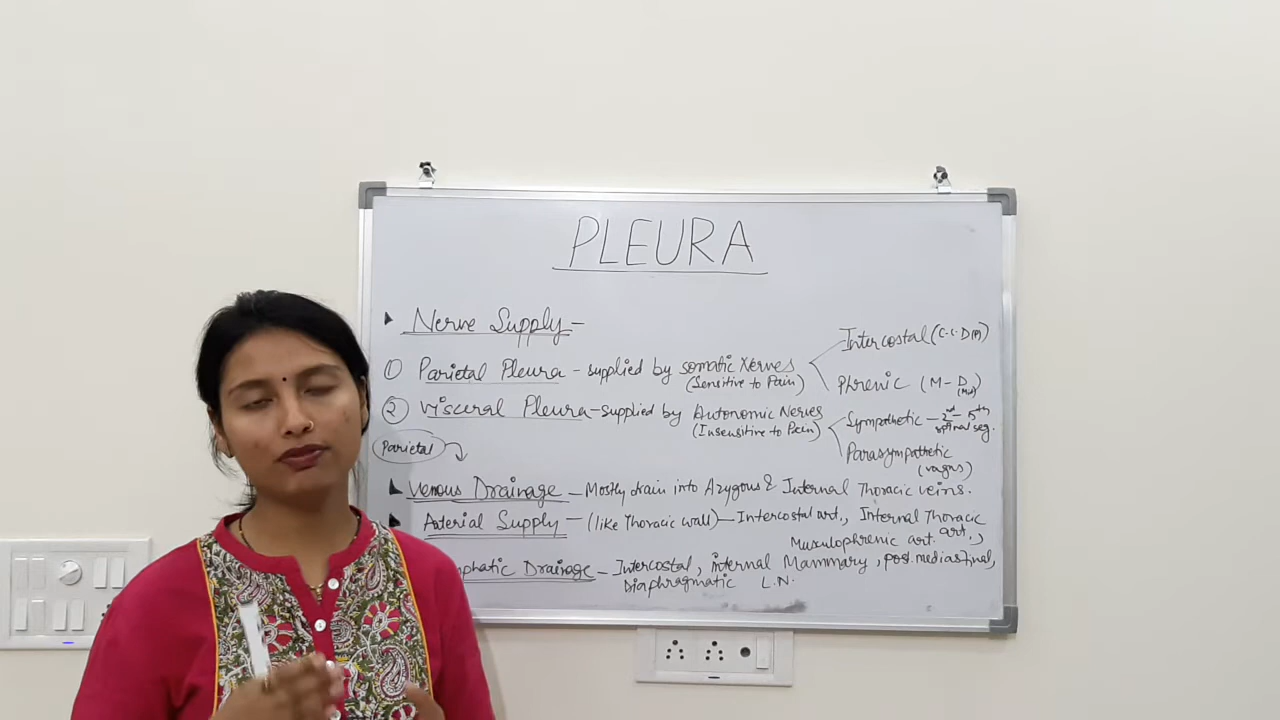 PLEURA
Nerve Supply-
① Parietal Pleura - supplied by somatic Nerves
(Sensitive to Pain)
Intercostal (C.C.D(P))
Phrenic (M-D
② Visceral Pleura - supplied by Autonomic Nerves
(Insensitive to Pain)
Sympathetic - 2nd - 5th
spinal seg.
Parasympathetic
(vagus)
Parietal
Venous Drainage - Mostly drain into Azygous & Internal Thoracic veins.
Arterial Supply - (like Thoracic wall) - Intercostal art., Internal Thoracic art.,
Musculophrenic art.
mphatic Drainage - Intercostal, internal Mammary, post. mediastinal,
Diaphragmatic L.N.